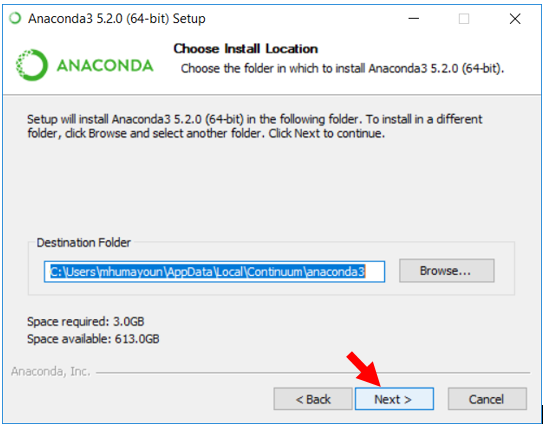 Anaconda3 5.2.0 (64-bit) Setup
Choose Install Location
Choose the folder in which to install Anaconda3 5.2.0 (64-bit).
ANACONDA
Setup will install Anaconda3 5.2.0 (64-bit) in the following folder. To install in a different
folder, click Browse and select another folder. Click Next to continue.
Destination Folder
C:\Users\mhumayoun\AppData\Local\Continuum\anaconda3
Browse...
Space required: 3.0GB
Space available: 613.0GB
Anaconda, Inc.
< Back
Next >
Cancel